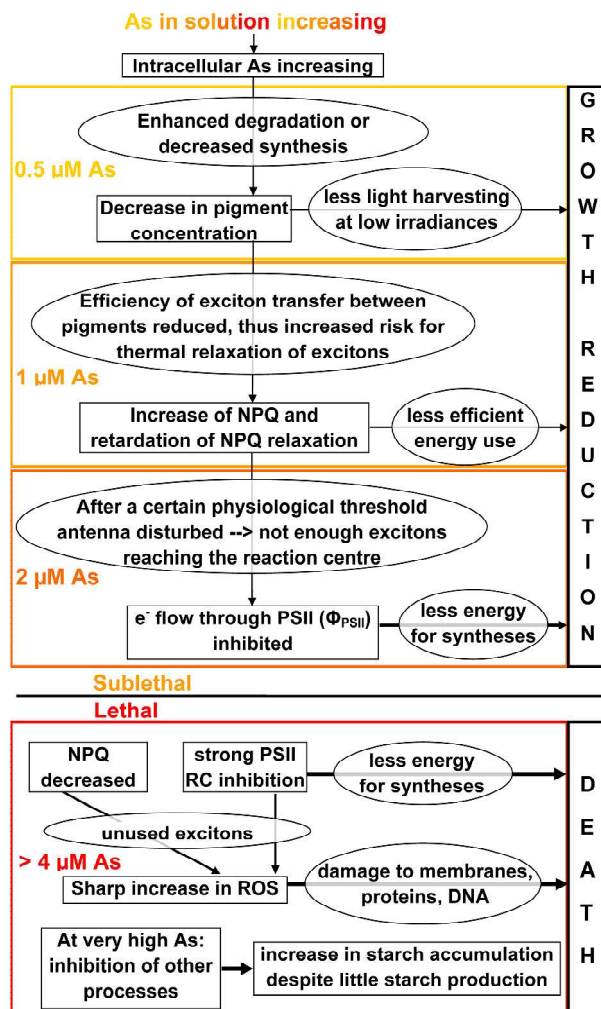 As in solution increasing
Intracellular As increasing
Enhanced degradation or
decreased synthesis
0.5 µM As
Decrease in pigment
concentration
less light harvesting
at low irradiances
Efficiency of exciton transfer between
pigments reduced, thus increased risk for
thermal relaxation of excitons
1 µM As
Increase of NPQ and
retardation of NPQ relaxation
less efficient
energy use
After a certain physiological threshold
antenna disturbed --> not enough excitons
reaching the reaction centre
2 µM As
e⁻ flow through PSII (ΦPSII)
inhibited
less energy
for syntheses
GROWTH REDUCTION
Sublethal
Lethal
NPQ
decreased
strong PSII
RC inhibition
less energy
for syntheses
unused excitons
> 4 µM As
Sharp increase in ROS
damage to membranes,
proteins, DNA
At very high As:
inhibition of other
processes
increase in starch accumulation
despite little starch production
DEATH